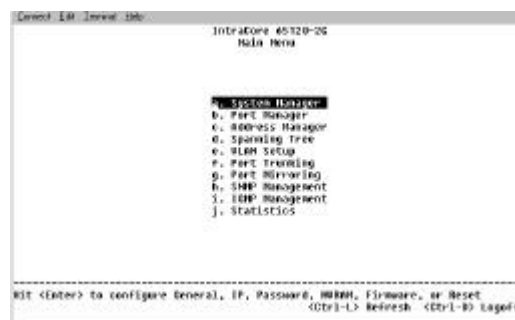 Connect Edit Terminal Help
IntraCore 65120-2G
Main Menu
a. System Manager
b. Port Manager
c. Address Manager
d. Spanning Tree
e. VLAN Setup
f. Port Trunking
g. Port Mirroring
h. SNMP Management
i. IGMP Management
j. Statistics
Hit <Enter> to configure General, IP, Password, NVRAM, Firmware, or Reset
<Ctrl-L> Refresh <Ctrl-D> Logoff